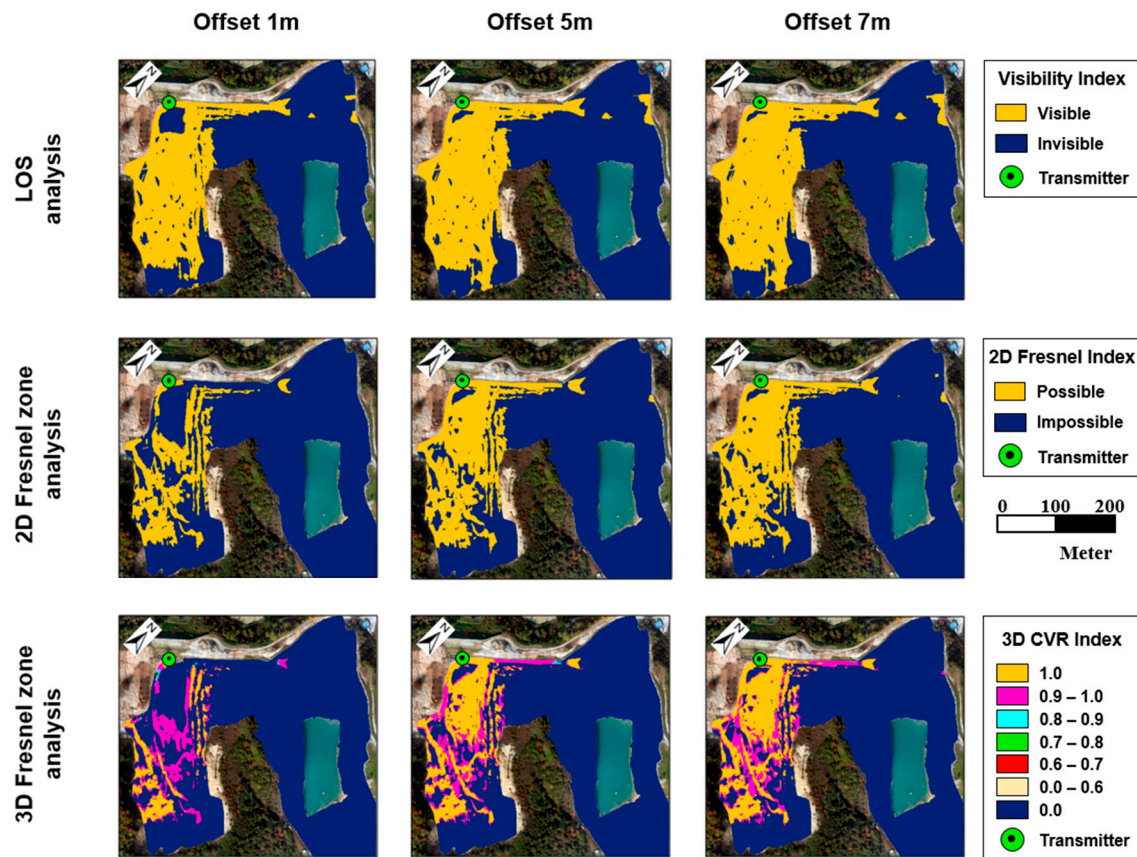 Offset 1m
Offset 5m
Offset 7m
LOS
analysis
N
N
N
Visibility Index
Visible
Invisible
Transmitter
2D Fresnel zone
analysis
N
N
N
2D Fresnel Index
Possible
Impossible
Transmitter
0 100 200
Meter
3D Fresnel zone
analysis
N
N
N
3D CVR Index
1.0
0.9 – 1.0
0.8 – 0.9
0.7 – 0.8
0.6 – 0.7
0.0 – 0.6
0.0
Transmitter